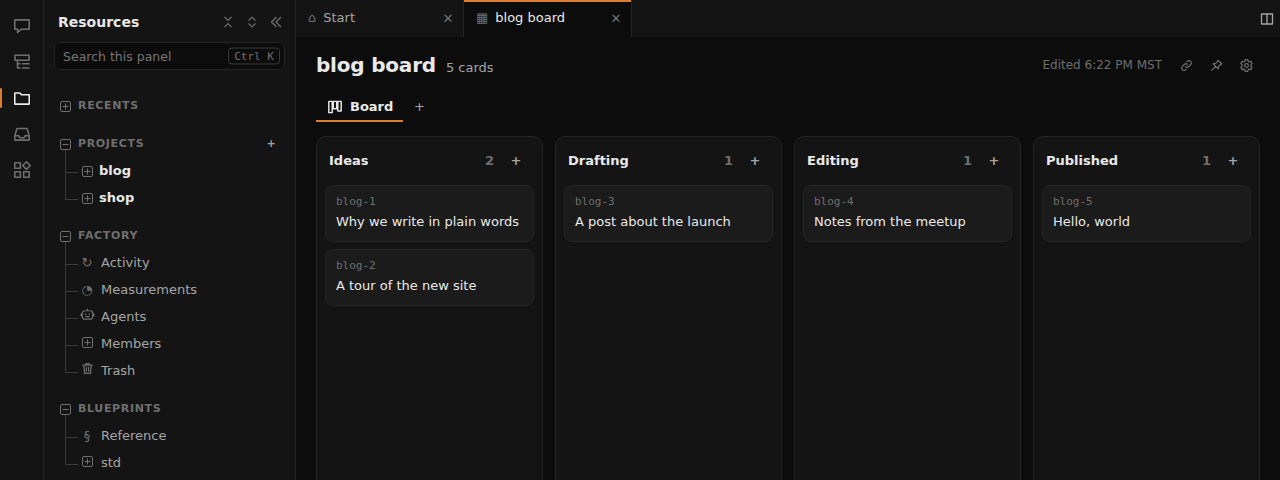 Resources
Search this panel Ctrl K
RECENTS
PROJECTS +
blog
shop
FACTORY
Activity
Measurements
Agents
Members
Trash
BLUEPRINTS
§ Reference
std
Start ×
blog board ×
blog board 5 cards
Edited 6:22 PM MST
Board +
Ideas 2 +
blog-1
Why we write in plain words
blog-2
A tour of the new site
Drafting 1 +
blog-3
A post about the launch
Editing 1 +
blog-4
Notes from the meetup
Published 1 +
blog-5
Hello, world